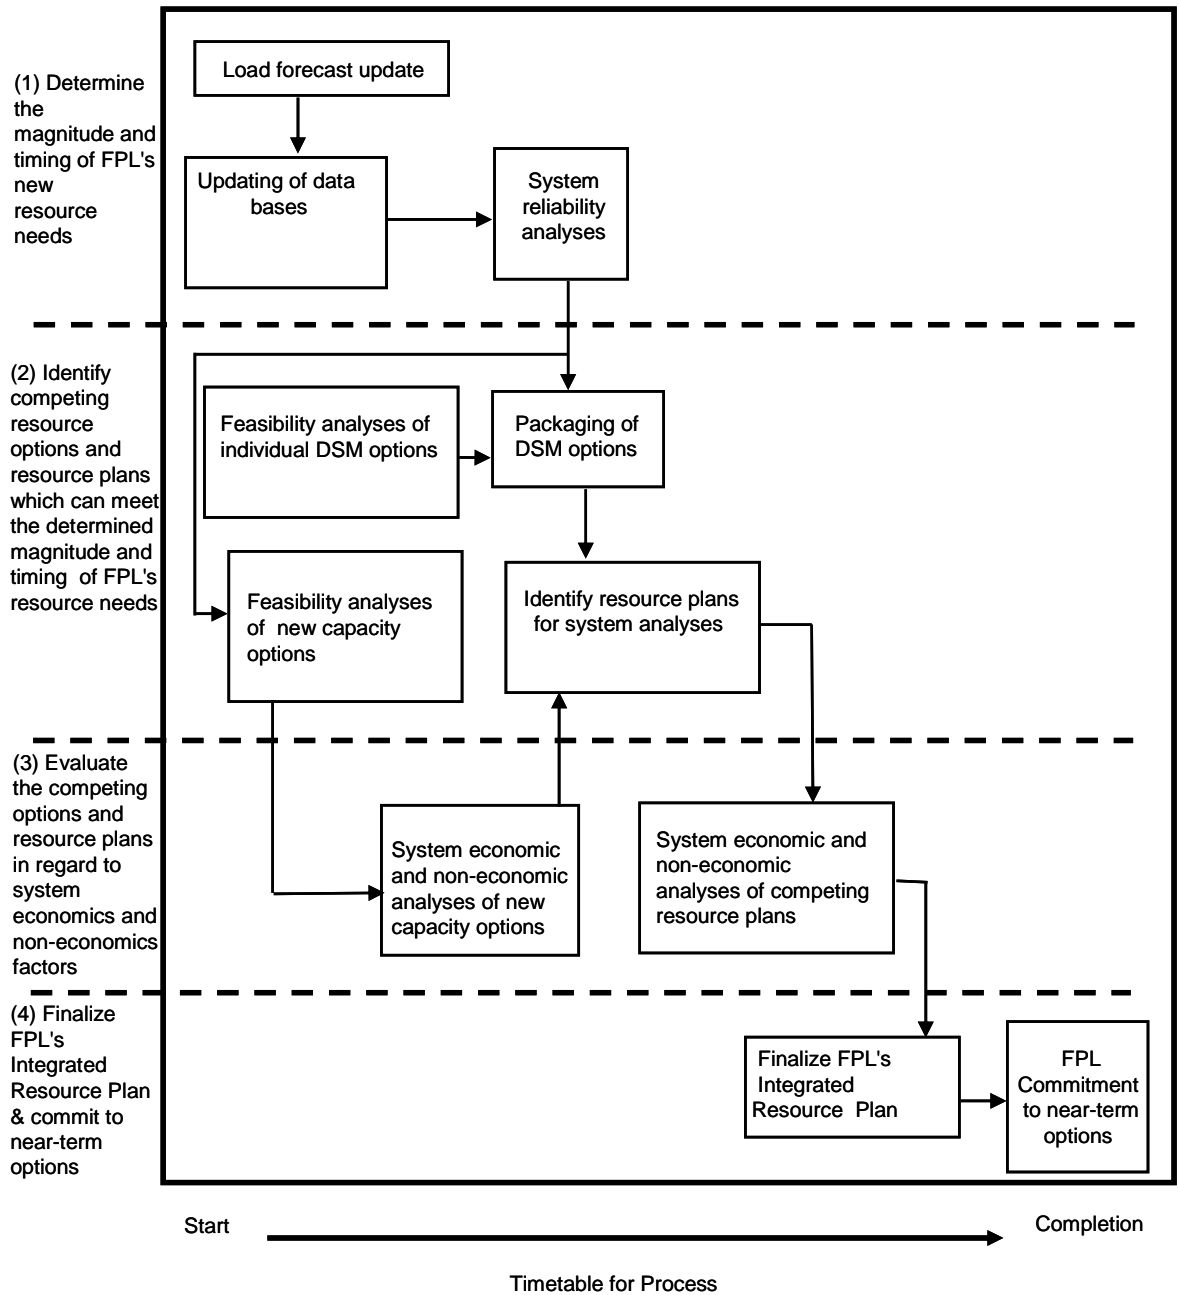 (1) Determine
the
magnitude and
timing of FPL's
new
resource
needs
Load forecast update
Updating of data
bases
System
reliability
analyses
(2) Identify
competing
resource
options and
resource plans
which can meet
the determined
magnitude and
timing of FPL's
resource needs
Feasibility analyses of
individual DSM options
Packaging of
DSM options
Feasibility analyses
of new capacity
options
Identify resource plans
for system analyses
(3) Evaluate
the competing
options and
resource plans
in regard to
system
economics and
non-economics
factors
System economic
and non-economic
analyses of new
capacity options
System economic and
non-economic
analyses of competing
resource plans
(4) Finalize
FPL's
Integrated
Resource Plan
& commit to
near-term
options
Finalize FPL's
Integrated
Resource Plan
FPL
Commitment
to near-term
options
Start
Completion
Timetable for Process